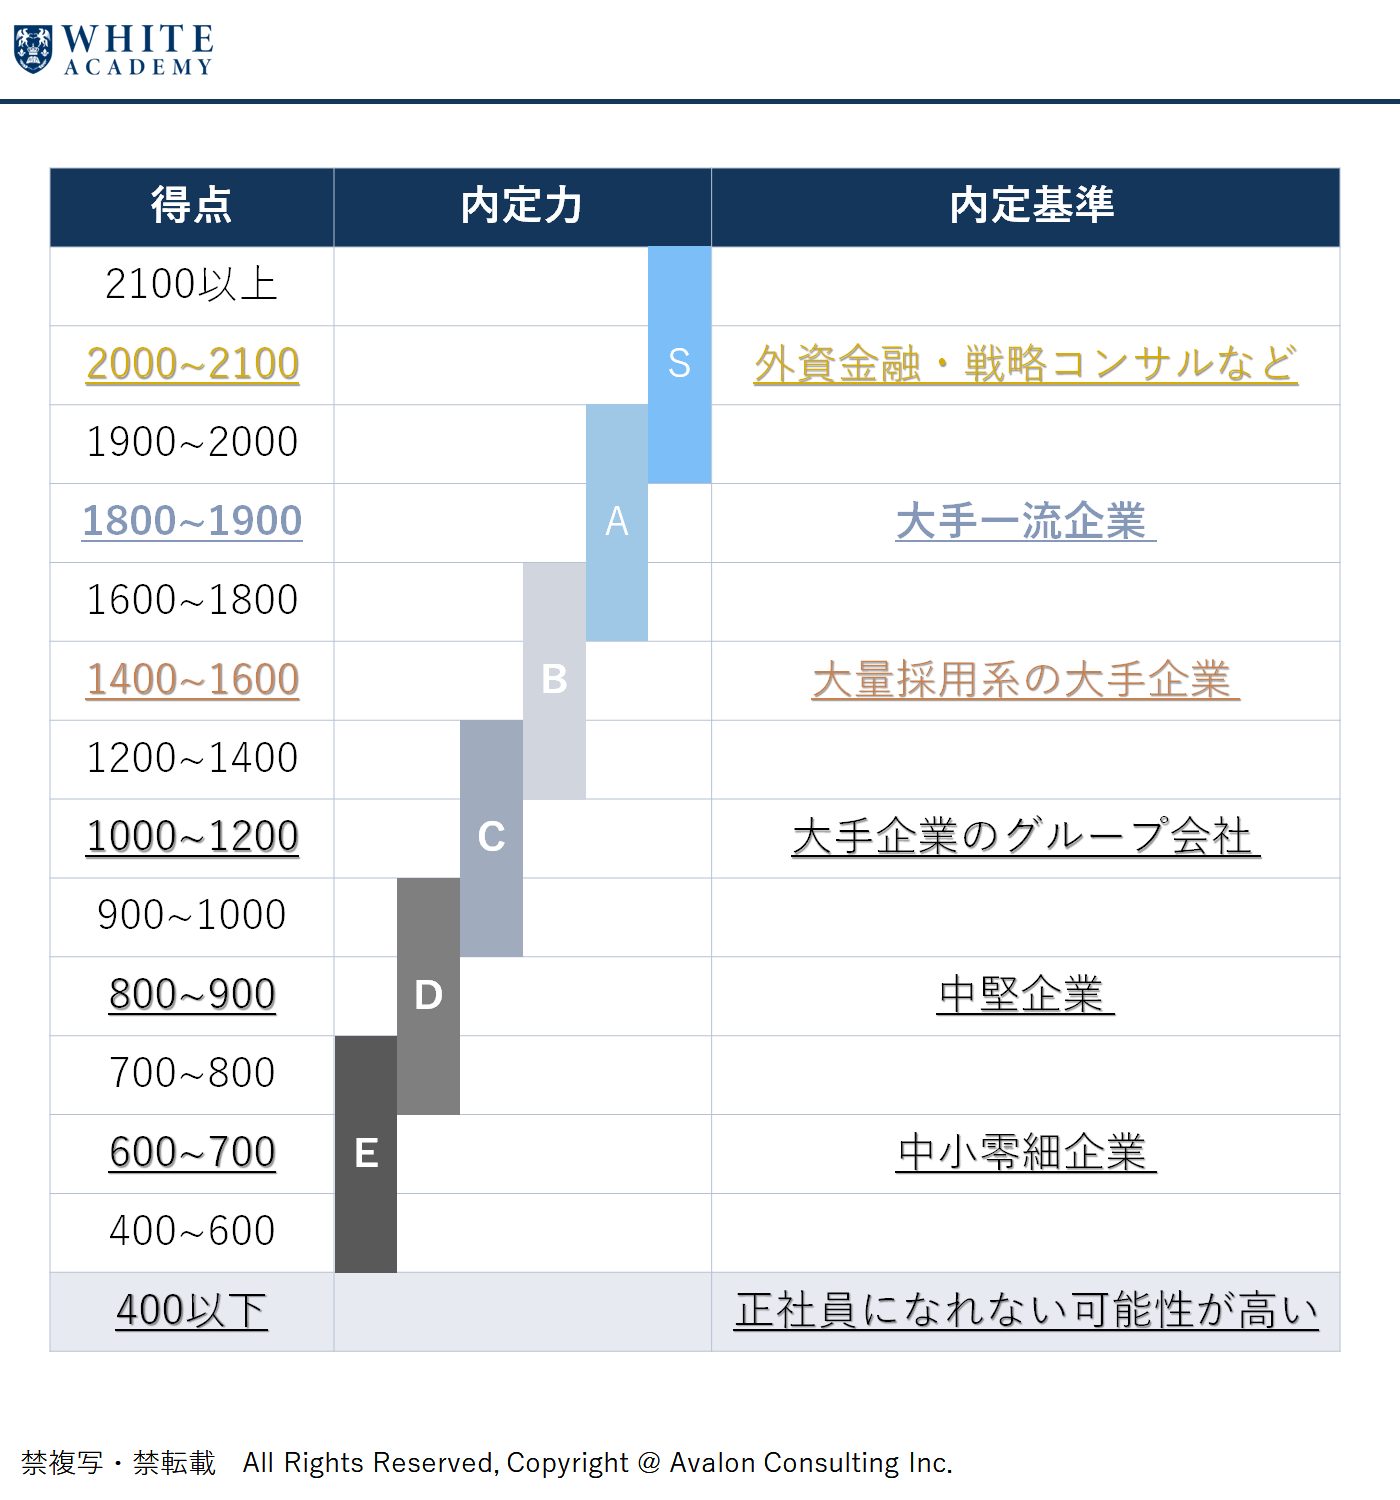 WHITE
ACADEMY
得点 内定力 内定基準
2100以上
2000~2100 S 外資金融・戦略コンサルなど
1900~2000
1800~1900 A 大手一流企業
1600~1800
1400~1600 B 大量採用系の大手企業
1200~1400
1000~1200 C 大手企業のグループ会社
900~1000
800~900 D 中堅企業
700~800
600~700 E 中小零細企業
400~600
400以下 正社員になれない可能性が高い
禁複写・禁転載 All Rights Reserved, Copyright @ Avalon Consulting Inc.